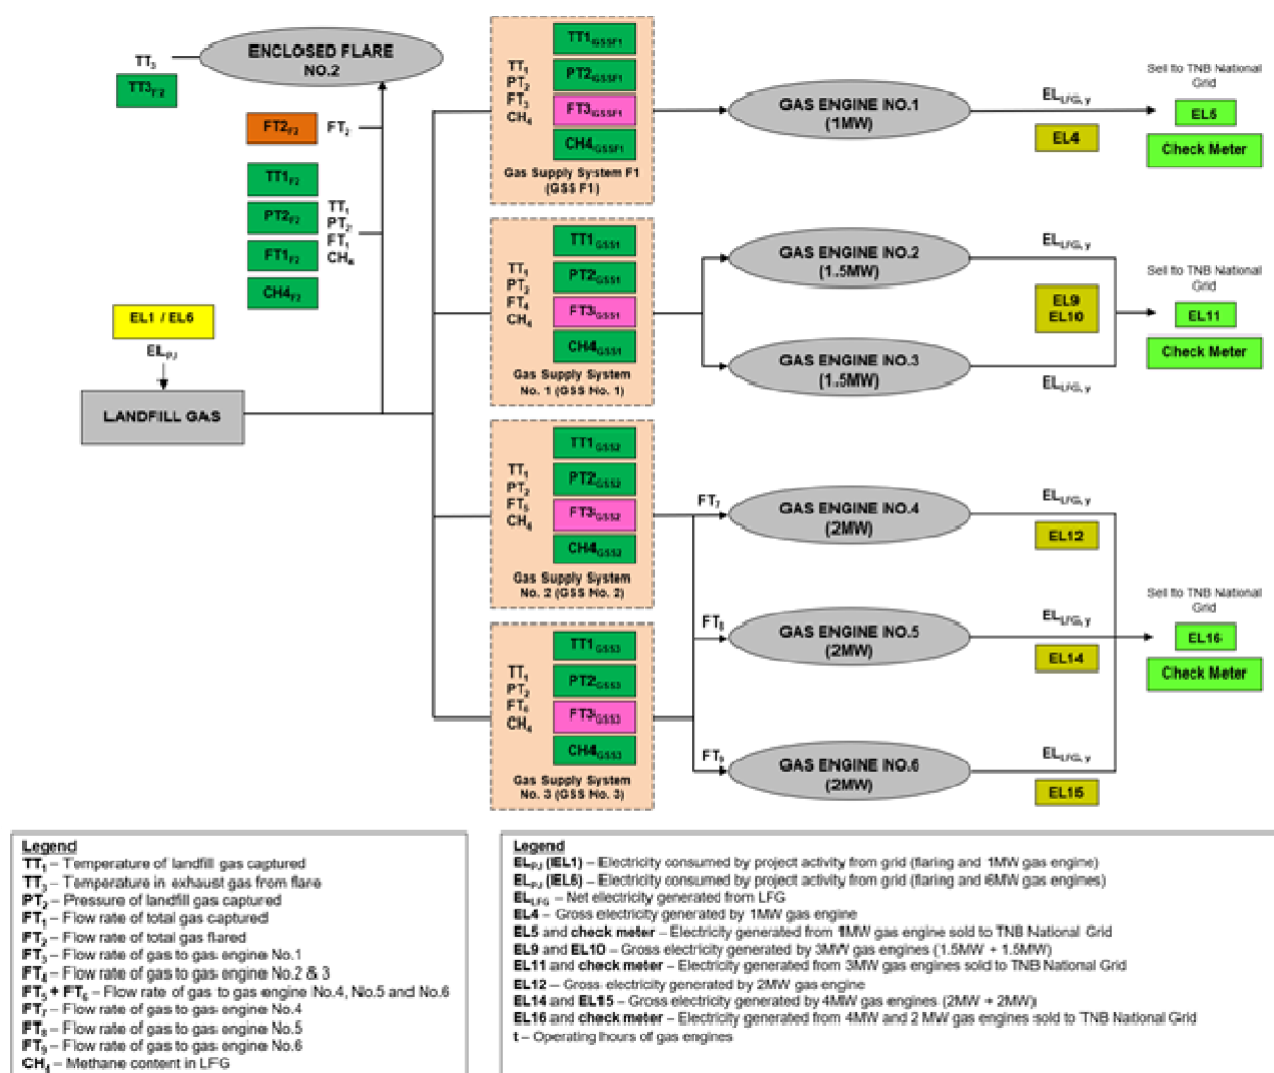 ENCLOSED FLARE
NO.2
TT3
TT3F2
FT2F2
FT2
TT1F2
PT2F2
FT1F2
CH4F2
TT1
PT2
FT1
CH4
EL1 / EL6
ELPJ
LANDFILL GAS
TT1
PT2
FT3
CH4
TT1GSSF1
PT2GSSF1
FT3GSSF1
CH4GSSF1
Gas Supply System F1
(GSS F1)
GAS ENGINE NO.1
(1MW)
ELLFG, y
EL4
Sell to TNB National
Grid
EL5
Check Meter
TT1
PT2
FT4
CH4
TT1GSS1
PT2GSS1
FT3GSS1
CH4GSS1
Gas Supply System
No. 1 (GSS No. 1)
GAS ENGINE NO.2
(1.5MW)
ELLFG, y
EL9
EL10
GAS ENGINE NO.3
(1.5MW)
ELLFG, y
Sell to TNB National
Grid
EL11
Check Meter
TT1
PT2
FT5
CH4
TT1GSS2
PT2GSS2
FT3GSS2
CH4GSS2
Gas Supply System
No. 2 (GSS No. 2)
FT7
GAS ENGINE NO.4
(2MW)
ELLFG, y
EL12
FT8
GAS ENGINE NO.5
(2MW)
ELLFG, y
EL14
Sell to TNB National
Grid
EL16
Check Meter
TT1
PT2
FT6
CH4
TT1GSS3
PT2GSS3
FT3GSS3
CH4GSS3
Gas Supply System
No. 3 (GSS No. 3)
FT9
GAS ENGINE NO.6
(2MW)
ELLFG, y
EL15
Legend
TT1 – Temperature of landfill gas captured
TT3 – Temperature in exhaust gas from flare
PT2 – Pressure of landfill gas captured
FT1 – Flow rate of total gas captured
FT2 – Flow rate of total gas flared
FT3 – Flow rate of gas to gas engine No.1
FT4 – Flow rate of gas to gas engine No.2 & 3
FT5 + FT6 – Flow rate of gas to gas engine No.4, No.5 and No.6
FT7 – Flow rate of gas to gas engine No.4
FT8 – Flow rate of gas to gas engine No.5
FT9 – Flow rate of gas to gas engine No.6
CH4 – Methane content in LFG
Legend
ELPJ (EL1) – Electricity consumed by project activity from grid (flaring and 1MW gas engine)
ELPJ (EL6) – Electricity consumed by project activity from grid (flaring and 6MW gas engines)
ELLFG – Net electricity generated from LFG
EL4 – Gross electricity generated by 1MW gas engine
EL5 and check meter – Electricity generated from 1MW gas engine sold to TNB National Grid
EL9 and EL10 – Gross electricity generated by 3MW gas engines (1.5MW + 1.5MW)
EL11 and check meter – Electricity generated from 3MW gas engines sold to TNB National Grid
EL12 – Gross electricity generated by 2MW gas engine
EL14 and EL15 – Gross electricity generated by 4MW gas engines (2MW + 2MW)
EL16 and check meter – Electricity generated from 4MW and 2 MW gas engines sold to TNB National Grid
t – Operating hours of gas engines